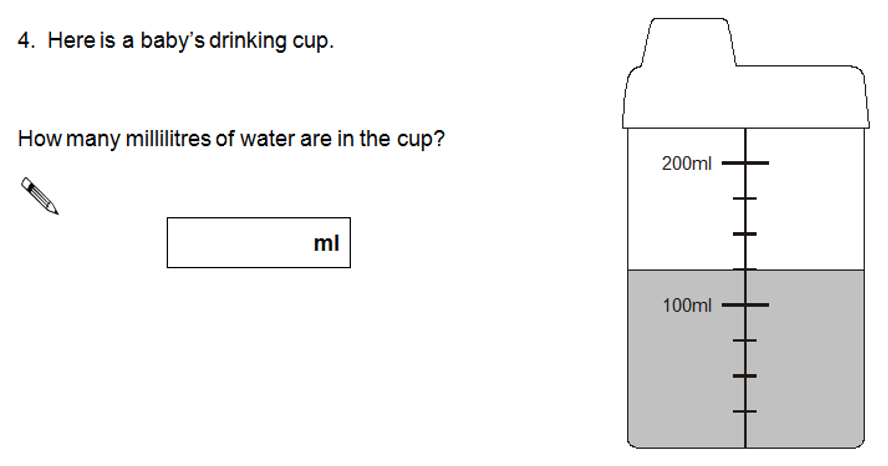 4. Here is a baby's drinking cup.
How many millilitres of water are in the cup?
ml
200ml
100ml